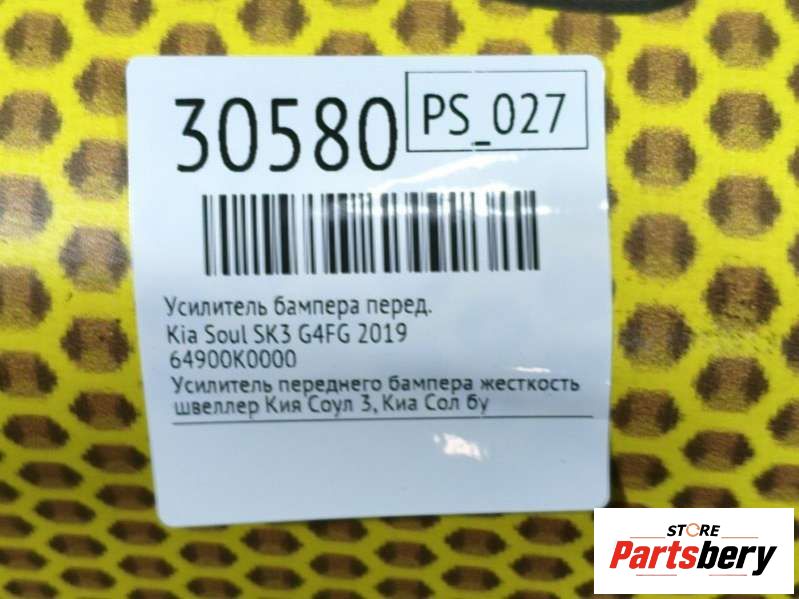 30580
PS_027
Усилитель бампера перед.
Kia Soul SK3 G4FG 2019
64900K0000
Усилитель переднего бампера жесткость
швеллер Кия Соул 3, Киа Сол бу
STORE
Partsbery